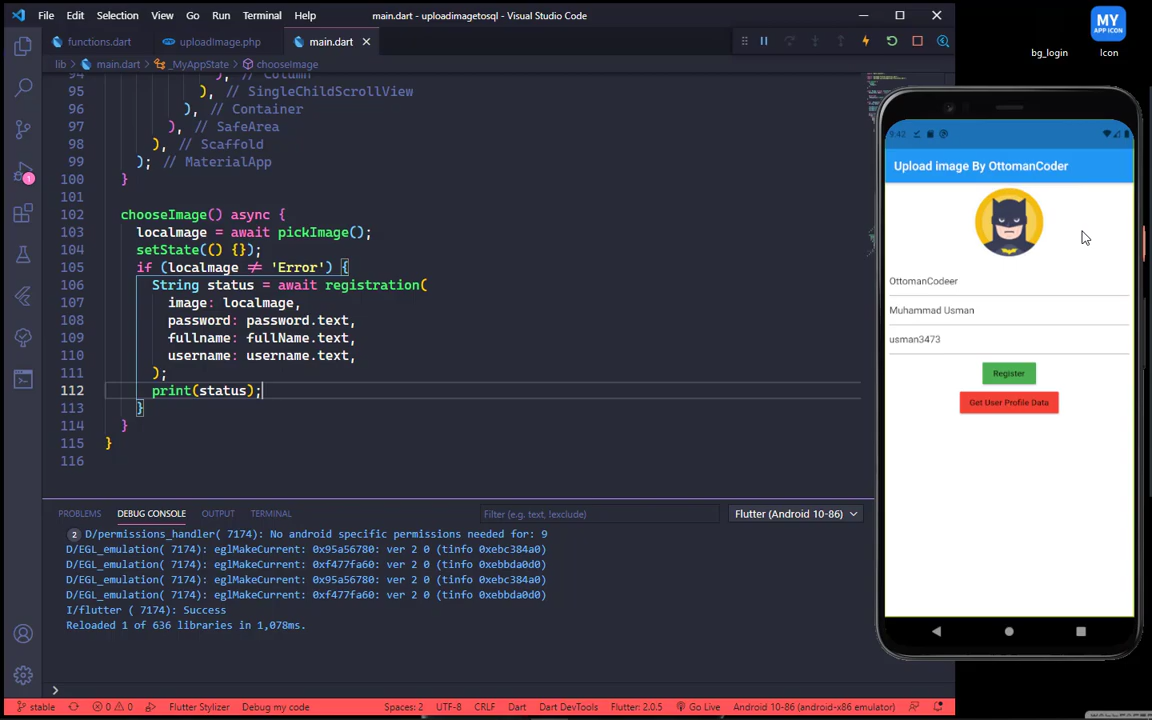 File Edit Selection View Go Run Terminal Help
main.dart - uploadimagetosql - Visual Studio Code
functions.dart
uploadImage.php
main.dart
lib > main.dart > _MyAppState > chooseImage
94 ), // Column
95 ), // SingleChildScrollView
96 ), // Container
97 ), // SafeArea
98 ), // Scaffold
99 ); // MaterialApp
100 }
101
102 chooseImage() async {
103 localmage = await pickImage();
104 setState(() {});
105 if (localmage != 'Error') {
106 String status = await registration(
107 image: localmage,
108 password: password.text,
109 fullname: fullName.text,
110 username: username.text,
111 );
112 print(status);
113 }
114 }
115 }
116
PROBLEMS DEBUG CONSOLE OUTPUT TERMINAL
Filter (e.g. text, !exclude)
Flutter (Android 10-86)
2 D/permissions_handler( 7174): No android specific permissions needed for: 9
D/EGL_emulation( 7174): eglMakeCurrent: 0x95a56780: ver 2 0 (tinfo 0xebc384a0)
D/EGL_emulation( 7174): eglMakeCurrent: 0xf477fa60: ver 2 0 (tinfo 0xebbda0d0)
D/EGL_emulation( 7174): eglMakeCurrent: 0x95a56780: ver 2 0 (tinfo 0xebc384a0)
D/EGL_emulation( 7174): eglMakeCurrent: 0xf477fa60: ver 2 0 (tinfo 0xebbda0d0)
I/flutter ( 7174): Success
Reloaded 1 of 636 libraries in 1,078ms.
>
1
stable 0 0 Flutter Stylizer Debug my code Spaces: 2 UTF-8 CRLF Dart Dart DevTools Flutter: 2.0.5 Go Live Android 10-86 (android-x86 emulator)
MY
APP ICON
bg_login
Icon
9:42
Upload image By OttomanCoder
OttomanCodeer
Muhammad Usman
usman3473
Register
Get User Profile Data